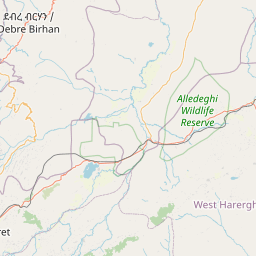 ደብረ ብርሃን /
Debre Birhan
Alledeghi
Wildlife
Reserve
West Harergh
ret